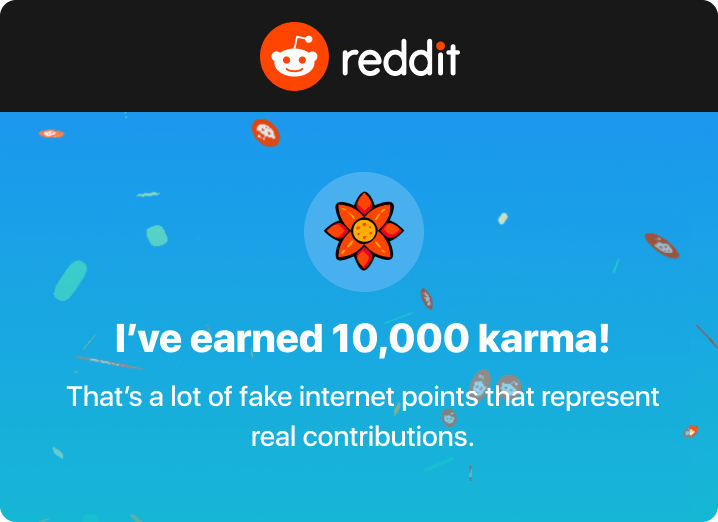 reddit
I’ve earned 10,000 karma!
That’s a lot of fake internet points that represent
real contributions.